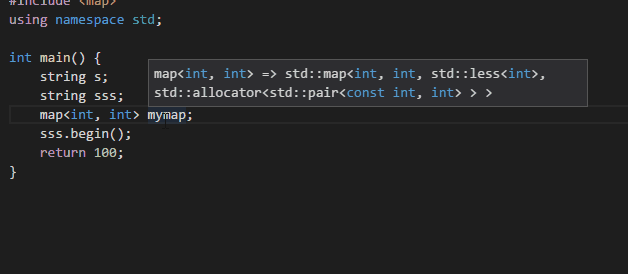 #include <map>
using namespace std;
int main() {
string s;
string sss;
map<int, int> => std::map<int, int, std::less<int>,
std::allocator<std::pair<const int, int> > >
map<int, int> mymap;
sss.begin();
return 100;
}